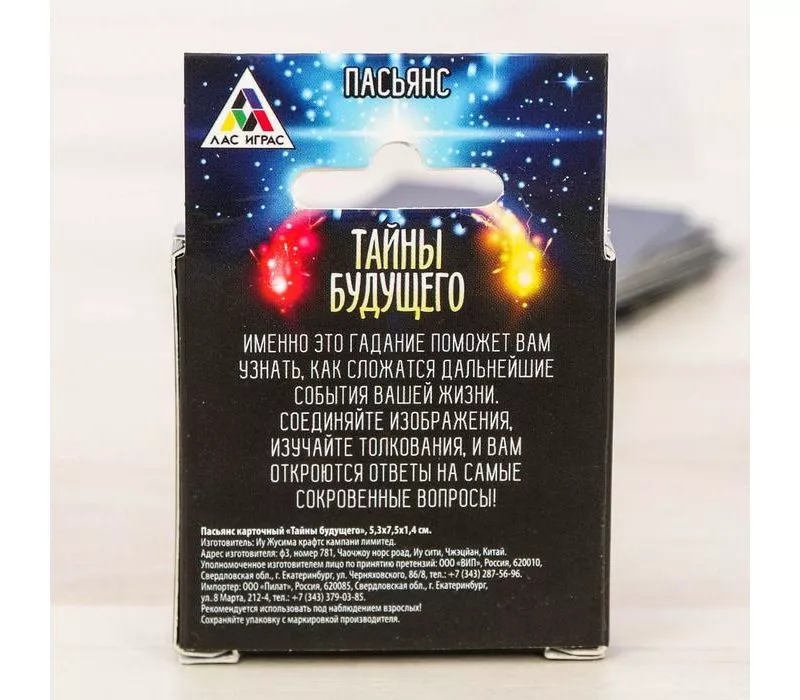 ПАСЬЯНС
ЛАС ИГРАС
ТАЙНЫ
БУДУЩЕГО
ИМЕННО ЭТО ГАДАНИЕ ПОМОЖЕТ ВАМ
УЗНАТЬ, КАК СЛОЖАТСЯ ДАЛЬНЕЙШИЕ
СОБЫТИЯ ВАШЕЙ ЖИЗНИ.
СОЕДИНЯЙТЕ ИЗОБРАЖЕНИЯ,
ИЗУЧАЙТЕ ТОЛКОВАНИЯ, И ВАМ
ОТКРОЮТСЯ ОТВЕТЫ НА САМЫЕ
СОКРОВЕННЫЕ ВОПРОСЫ!
Пасьянс карточный «Тайны будущего», 5,3х7,5х1,4 см.
Изготовитель: Иу Жусима крафтс кампани лимитед.
Адрес изготовителя: ф3, номер 781, Чаочжоу норс роад, Иу сити, Чжэцйан, Китай.
Уполномоченное изготовителем лицо по принятию претензий: ООО «ВИП», Россия, 620010,
Свердловская обл., г. Екатеринбург, ул. Черняховского, 86/8, тел.: +7 (343) 287-56-96.
Импортер: ООО «Пилат», Россия, 620085, Свердловская обл., г. Екатеринбург,
ул. 8 Марта, 212-4, тел.: +7 (343) 379-03-85.
Рекомендуется использовать под наблюдением взрослых!
Сохраняйте упаковку с маркировкой производителя.